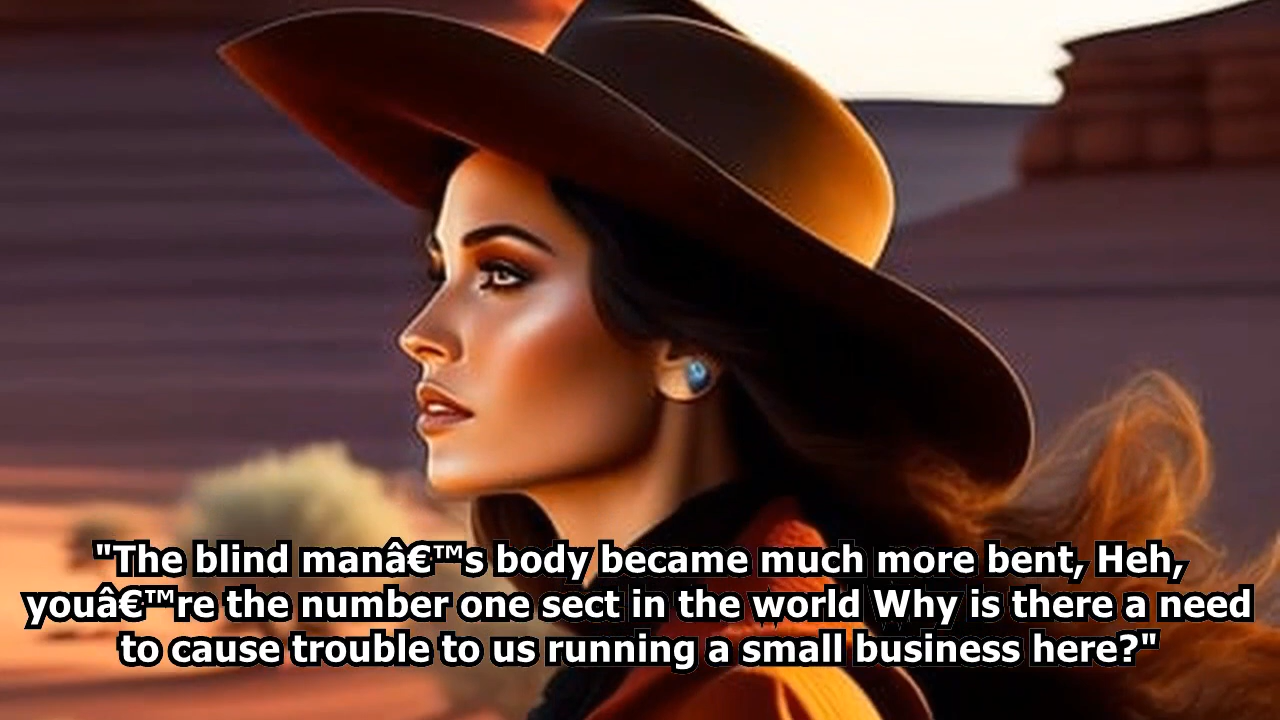 "The blind manâ€™s body became much more bent, Heh,
youâ€™re the number one sect in the world Why is there a need
to cause trouble to us running a small business here?"